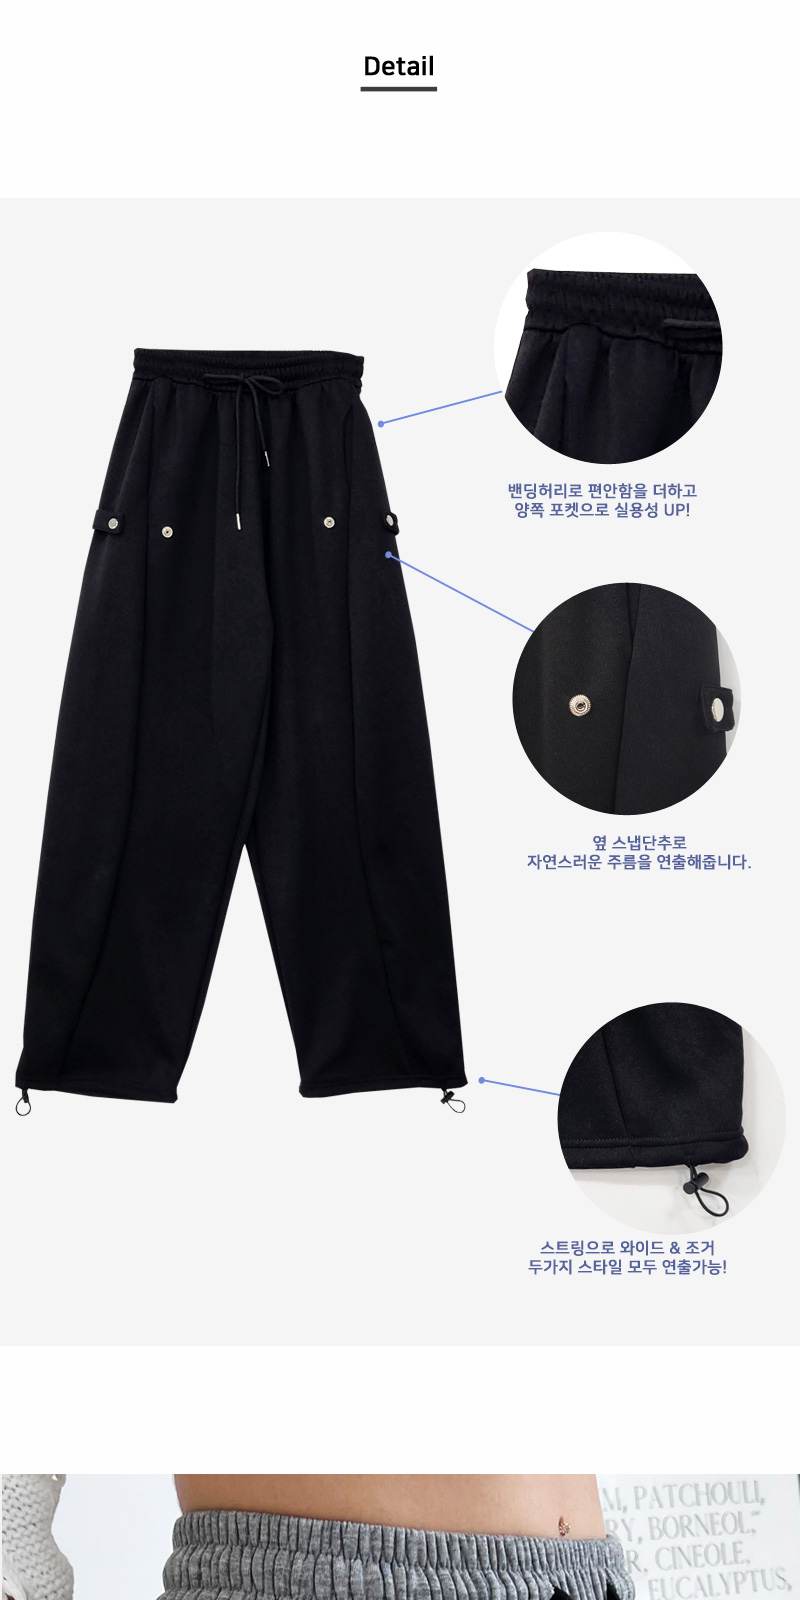 Detail
밴딩허리로 편안함을 더하고
양쪽 포켓으로 실용성 UP!
옆 스냅단추로
자연스러운 주름을 연출해줍니다.
스트링으로 와이드 & 조거
두가지 스타일 모두 연출가능!
PATCHOULI,
BORNEOL,
CINEOLE,
EUCALYPTUS,